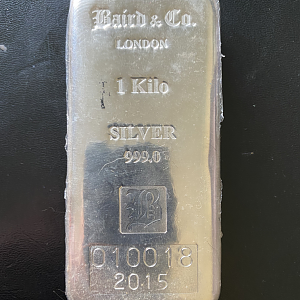 Baird & Co.
LONDON
1 Kilo
SILVER
999.0
B
010018
2015